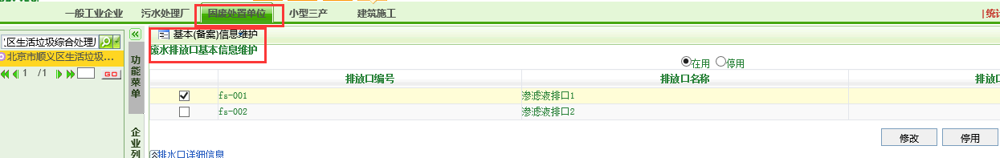 一般工业企业 污水处理厂 固废处置单位 小型三产 建筑施工 |统计
区生活垃圾综合处理厂
北京市顺义区生活垃圾...
1 /1 GO
功能菜单
企业列
基本(备案)信息维护
废水排放口基本信息维护
在用 停用
排放口编号 排放口名称 排放口
fs-001 渗滤液排口1
fs-002 渗滤液排口2
修改 停用
排水口详细信息